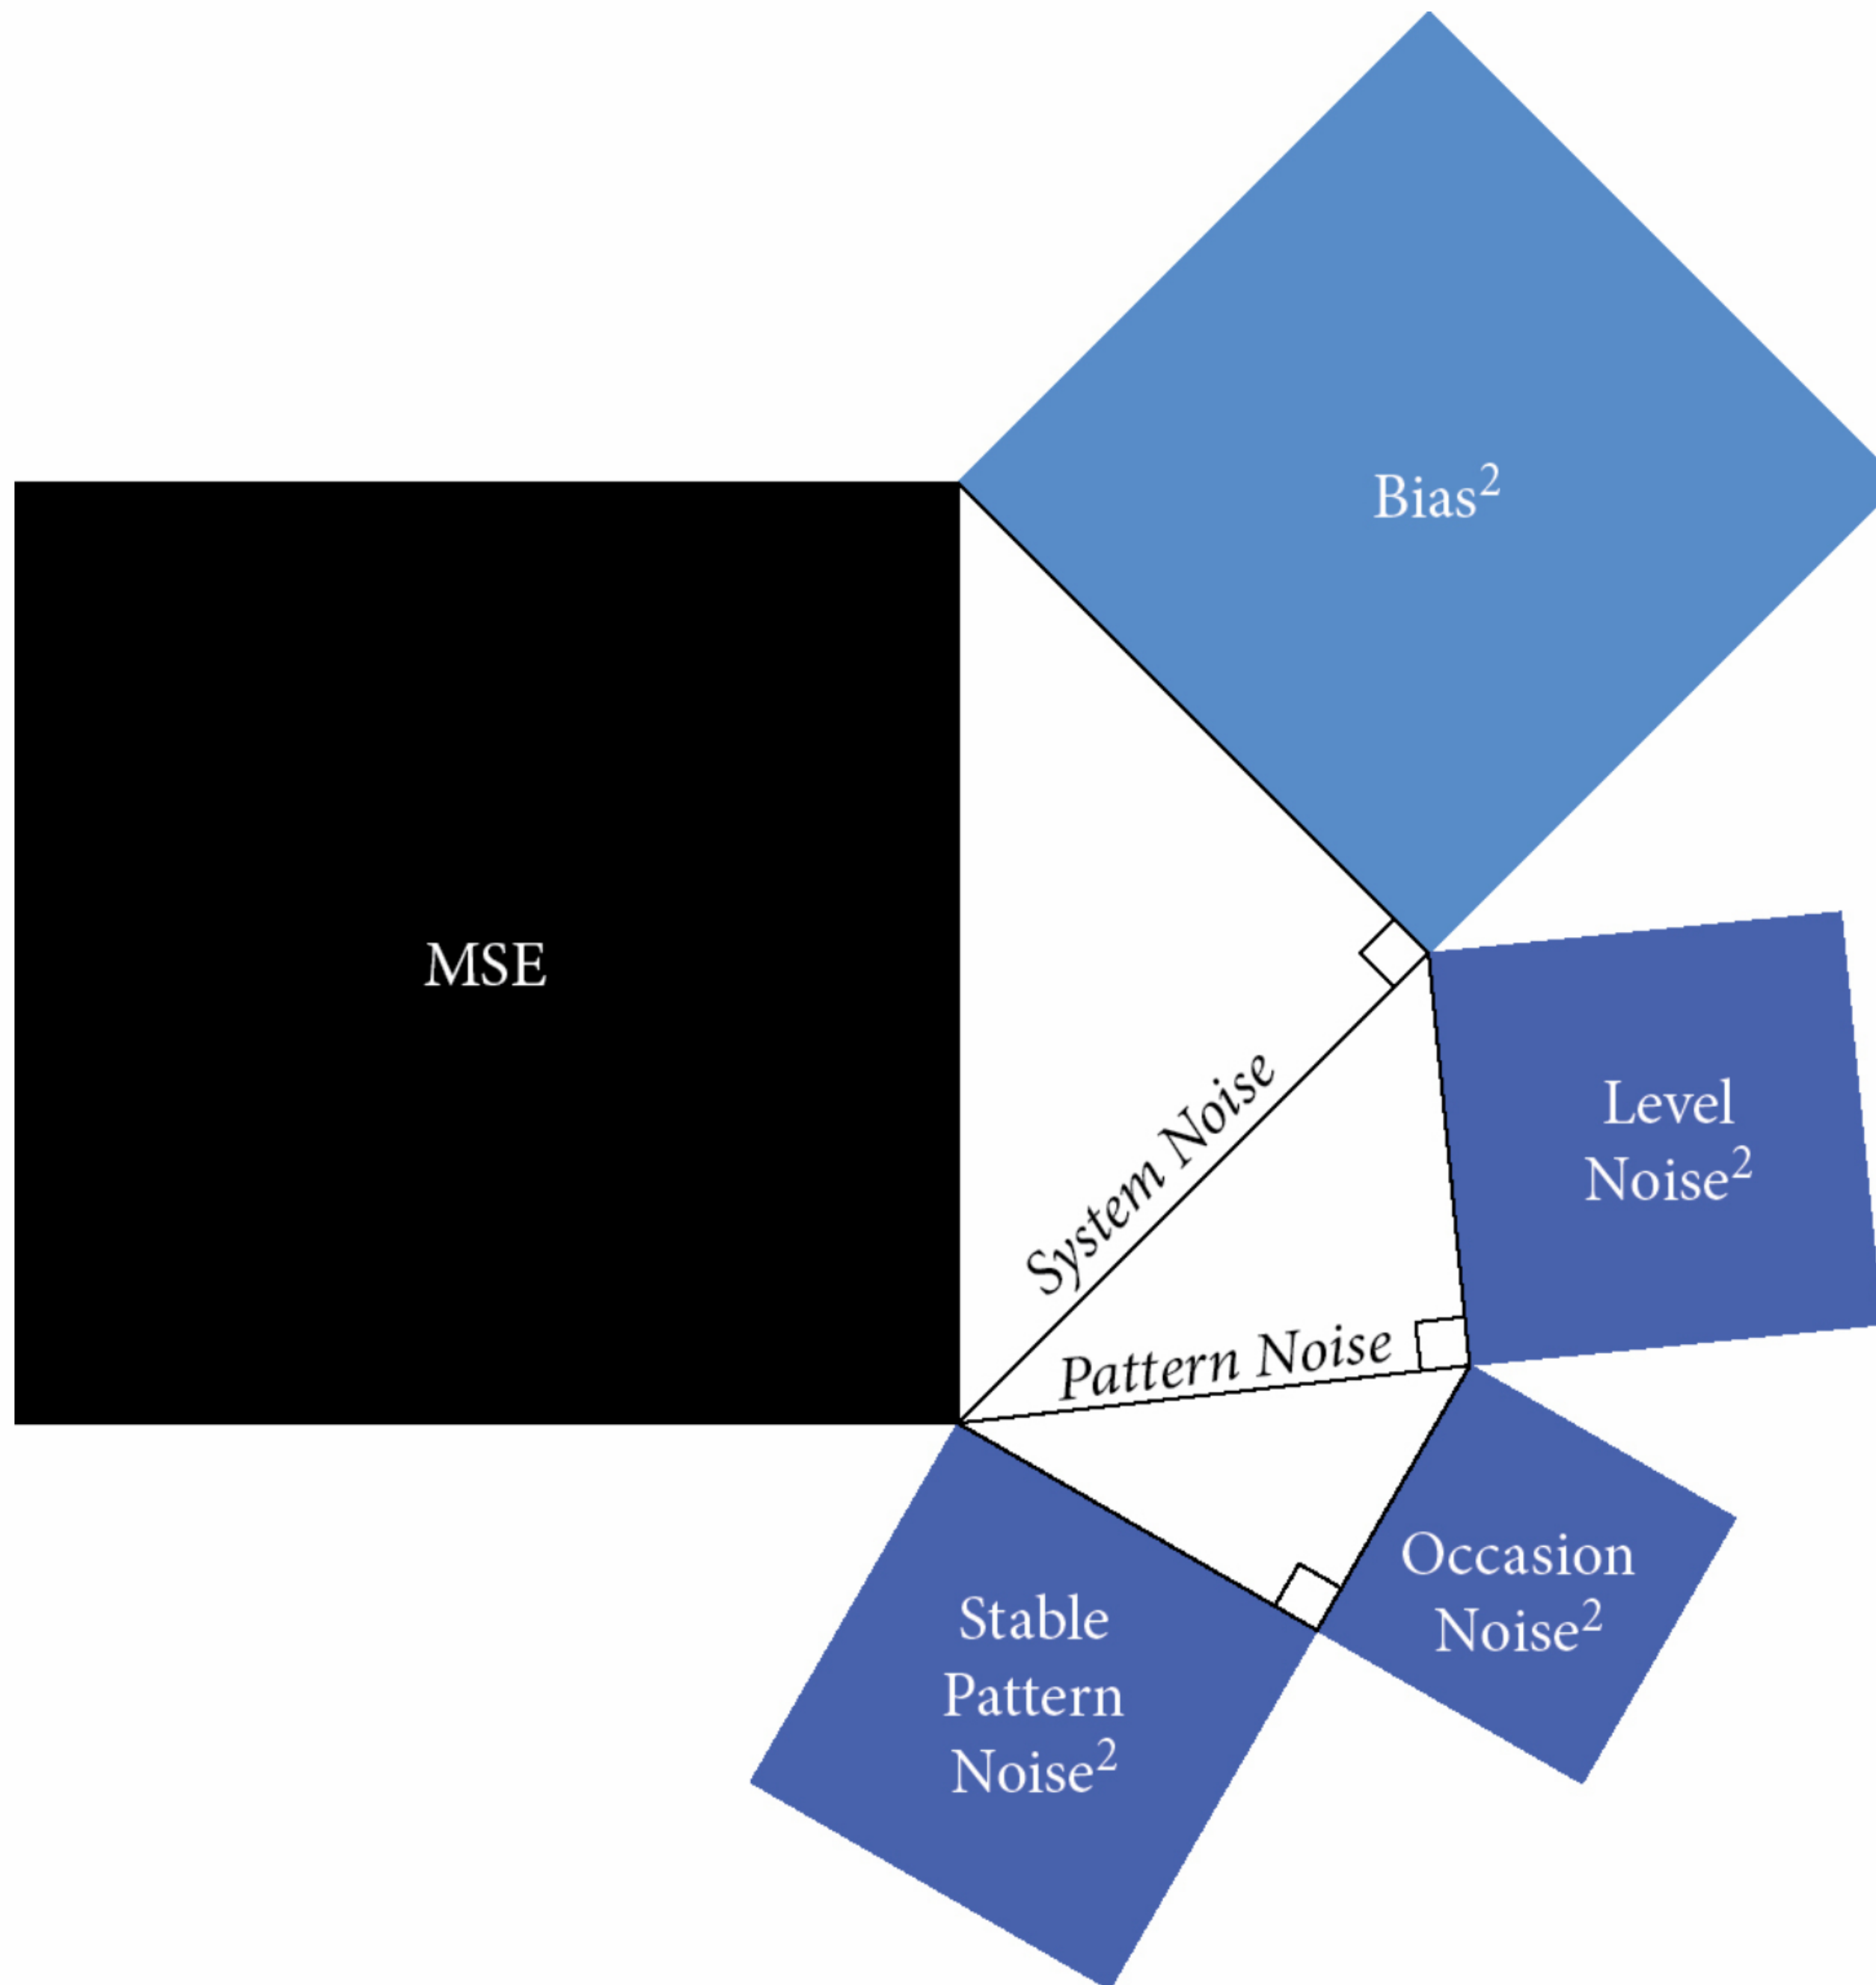 Bias²
MSE
System Noise
Level
Noise²
Pattern Noise
Occasion
Noise²
Stable
Pattern
Noise²